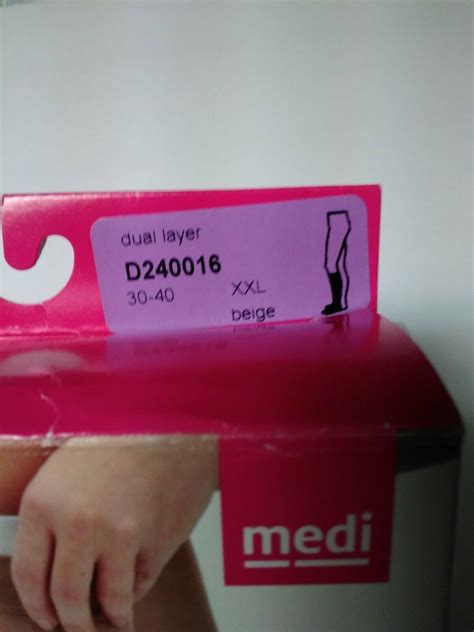 dual layer
D240016
30-40 XXL
beige
medi